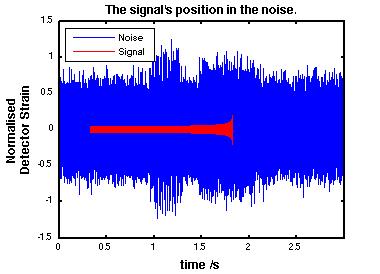 The signal's position in the noise.
Noise
Signal
Normalised
Detector Strain
1.5
1
0.5
0
-0.5
-1
-1.5
0
0.5
1
1.5
2
2.5
time /s